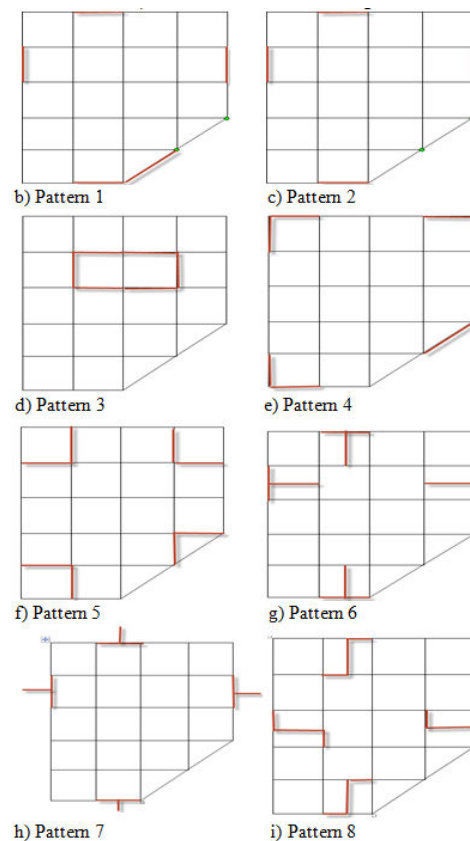 b) Pattern 1
c) Pattern 2
d) Pattern 3
e) Pattern 4
f) Pattern 5
g) Pattern 6
h) Pattern 7
i) Pattern 8